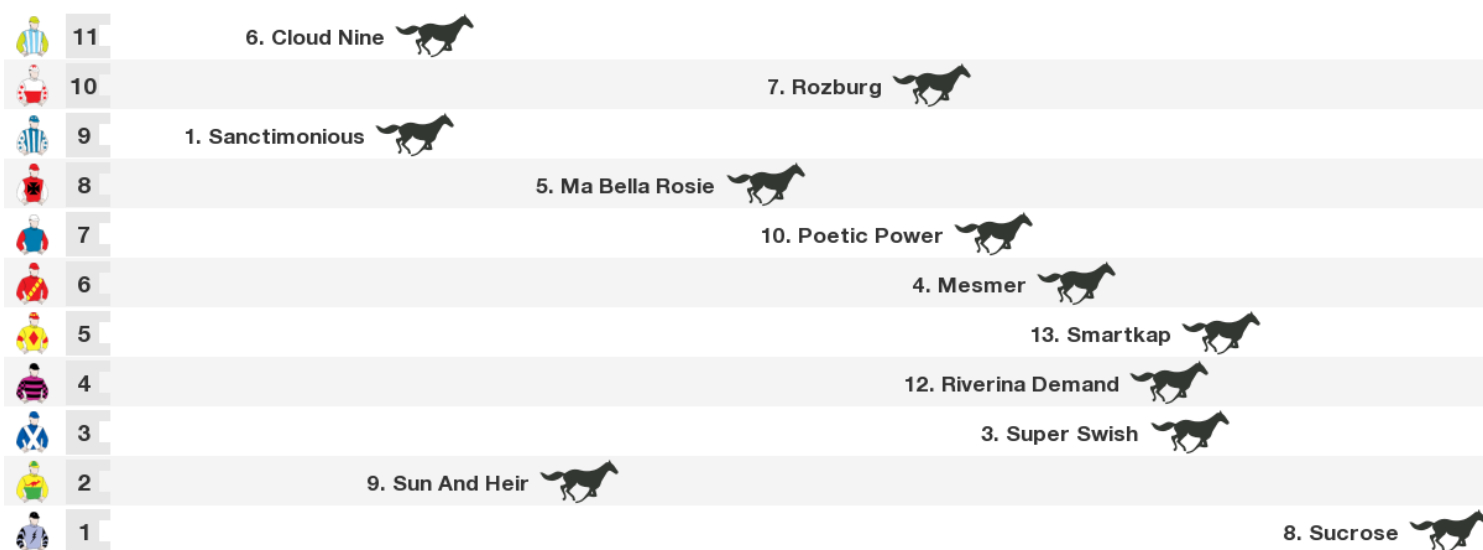 11 6. Cloud Nine
10 7. Rozburg
9 1. Sanctimonious
8 5. Ma Bella Rosie
7 10. Poetic Power
6 4. Mesmer
5 13. Smartkap
4 12. Riverina Demand
3 3. Super Swish
2 9. Sun And Heir
1 8. Sucrose